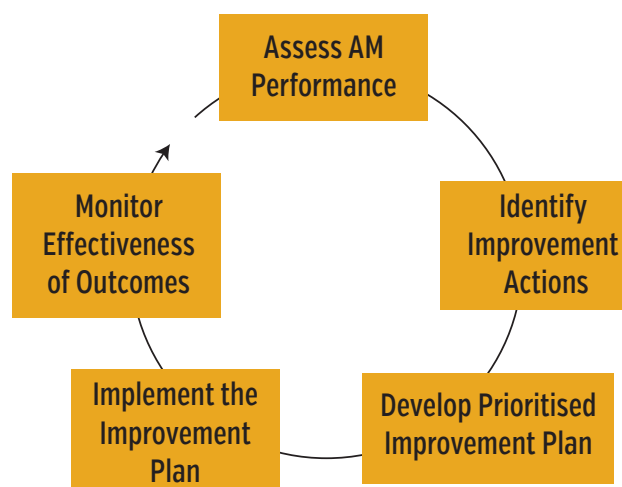 Assess AM
Performance
Identify
Improvement
Actions
Develop Prioritised
Improvement Plan
Implement the
Improvement
Plan
Monitor
Effectiveness
of Outcomes